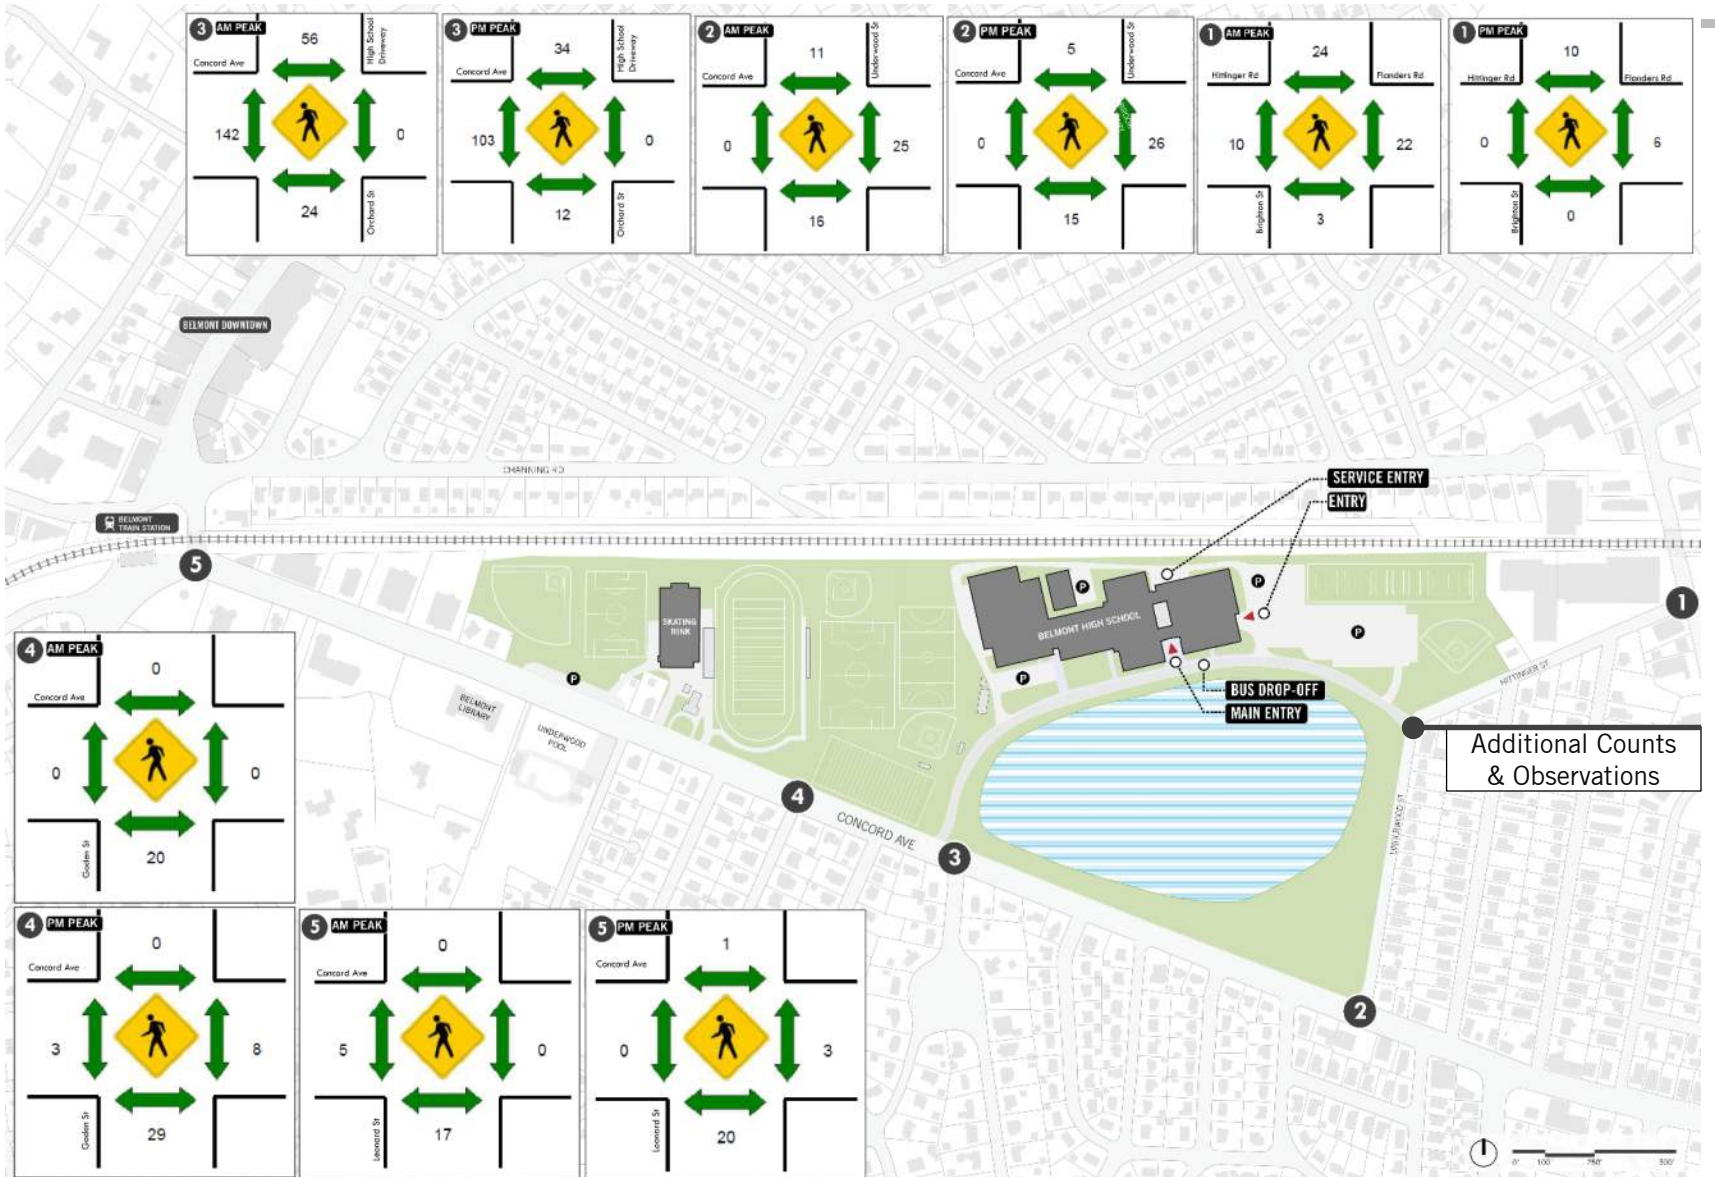 3 AM PEAK
56
High School
Driveway
Concord Ave
142
0
24
Orchard St
3 PM PEAK
34
High School
Driveway
Concord Ave
103
0
12
Orchard St
2 AM PEAK
11
Underwood St
Concord Ave
0
25
16
2 PM PEAK
5
Underwood St
Concord Ave
0
26
15
1 AM PEAK
24
Hittinger Rd
Flanders Rd
10
22
3
Brighton St
1 PM PEAK
10
Hittinger Rd
Flanders Rd
0
6
0
Brighton St
BELMONT DOWNTOWN
CHANNING RD
SERVICE ENTRY
ENTRY
BELMONT
TRAIN STATION
5
P
P
1
SKATING
RINK
BELMONT HIGH SCHOOL
P
P
P
HITTINGER ST
BUS DROP-OFF
MAIN ENTRY
BELMONT
LIBRARY
UNDERWOOD
POOL
Additional Counts
& Observations
4
CONCORD AVE
3
UNDERWOOD ST
2
4 AM PEAK
0
Concord Ave
0
0
20
Goden St
4 PM PEAK
0
Concord Ave
3
8
29
Goden St
5 AM PEAK
0
Concord Ave
5
0
17
Leonard St
5 PM PEAK
1
Concord Ave
0
3
20
Leonard St
0' 100 250' 500'